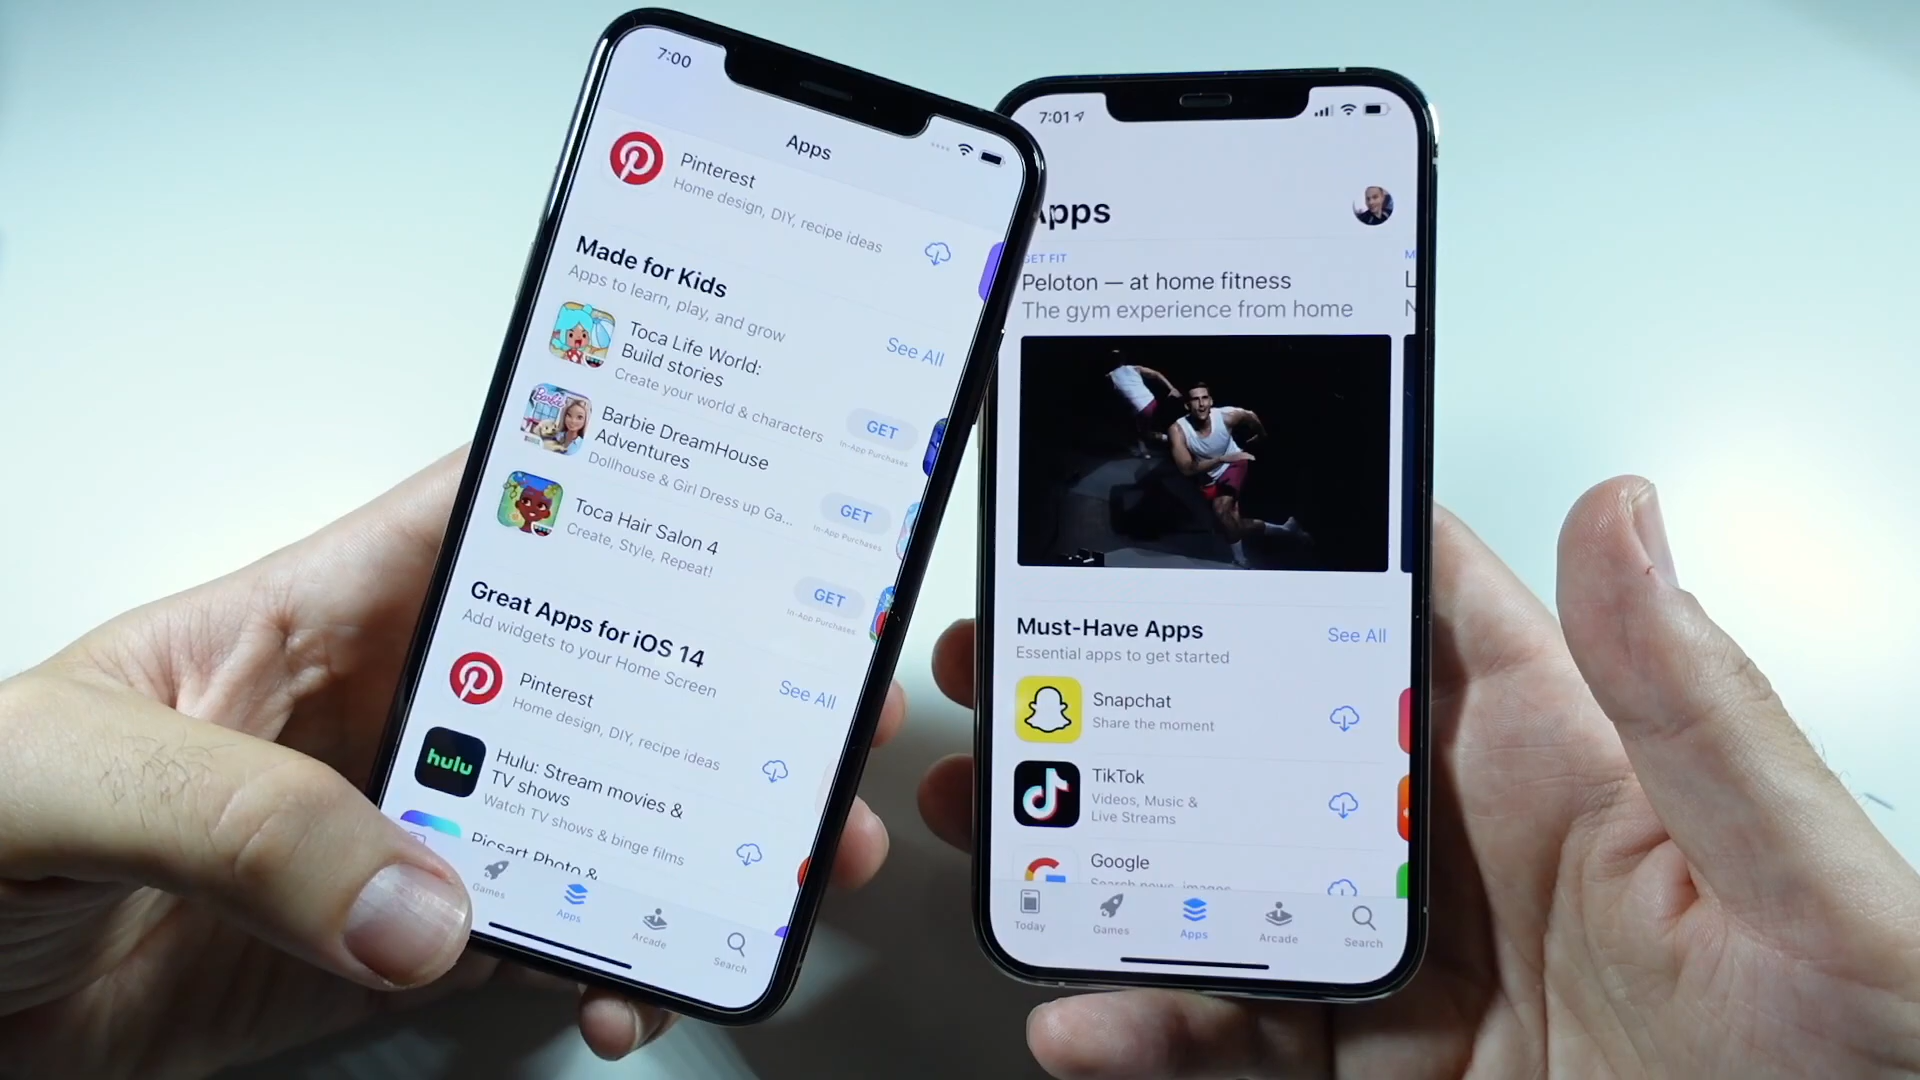 7:00
Apps
Pinterest
Home design, DIY, recipe ideas
Made for Kids
Apps to learn, play, and grow
See All
Toca Life World:
Build stories
Create your world & characters
GET
In-App Purchases
Barbie
Barbie DreamHouse
Adventures
Dollhouse & Girl Dress up Ga...
GET
In-App Purchases
Toca Hair Salon 4
Create, Style, Repeat!
GET
In-App Purchases
Great Apps for iOS 14
Add widgets to your Home Screen
See All
Pinterest
Home design, DIY, recipe ideas
hulu
Hulu: Stream movies &
TV shows
Watch TV shows & binge films
Picsart Photo &
Games
Apps
Arcade
Search
7:01
Apps
GET FIT
Peloton — at home fitness
The gym experience from home
M
L
N
Must-Have Apps
Essential apps to get started
See All
Snapchat
Share the moment
TikTok
Videos, Music &
Live Streams
Google
Search news, images
Today
Games
Apps
Arcade
Search